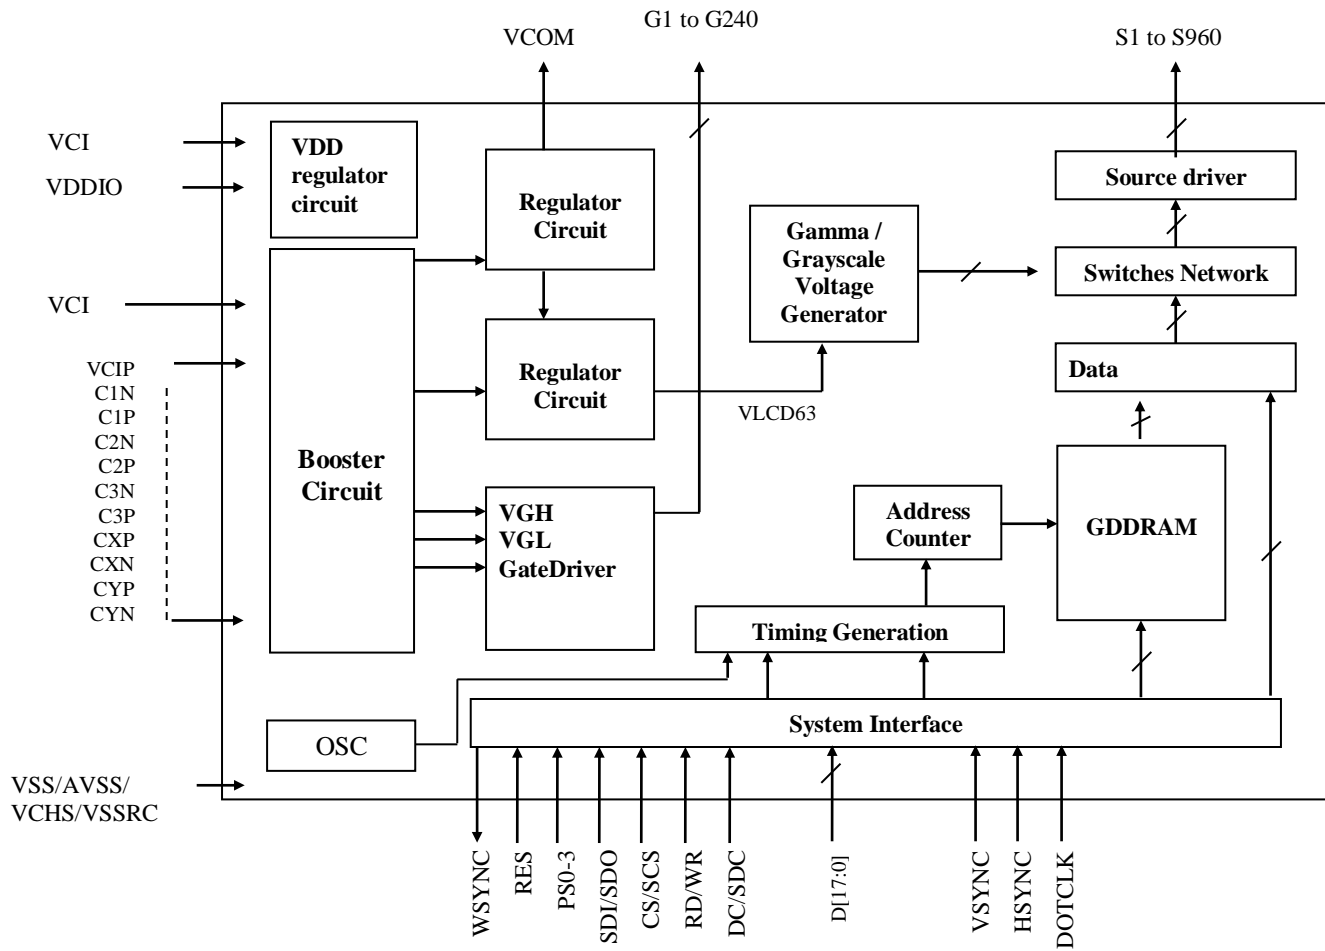 G1 to G240
VCOM
S1 to S960
VCI
VDDIO
VDD
regulator
circuit
Regulator
Circuit
Source driver
Gamma /
Grayscale
Voltage
Generator
Switches Network
VCI
VCIP
C1N
C1P
C2N
C2P
C3N
C3P
CXP
CXN
CYP
CYN
Booster
Circuit
Regulator
Circuit
VLCD63
Data
VGH
VGL
GateDriver
Address
Counter
GDDRAM
Timing Generation
System Interface
OSC
VSS/AVSS/
VCHS/VSSRC
WSYNC
RES
PS0-3
SDI/SDO
CS/SCS
RD/WR
DC/SDC
D[17:0]
VSYNC
HSYNC
DOTCLK